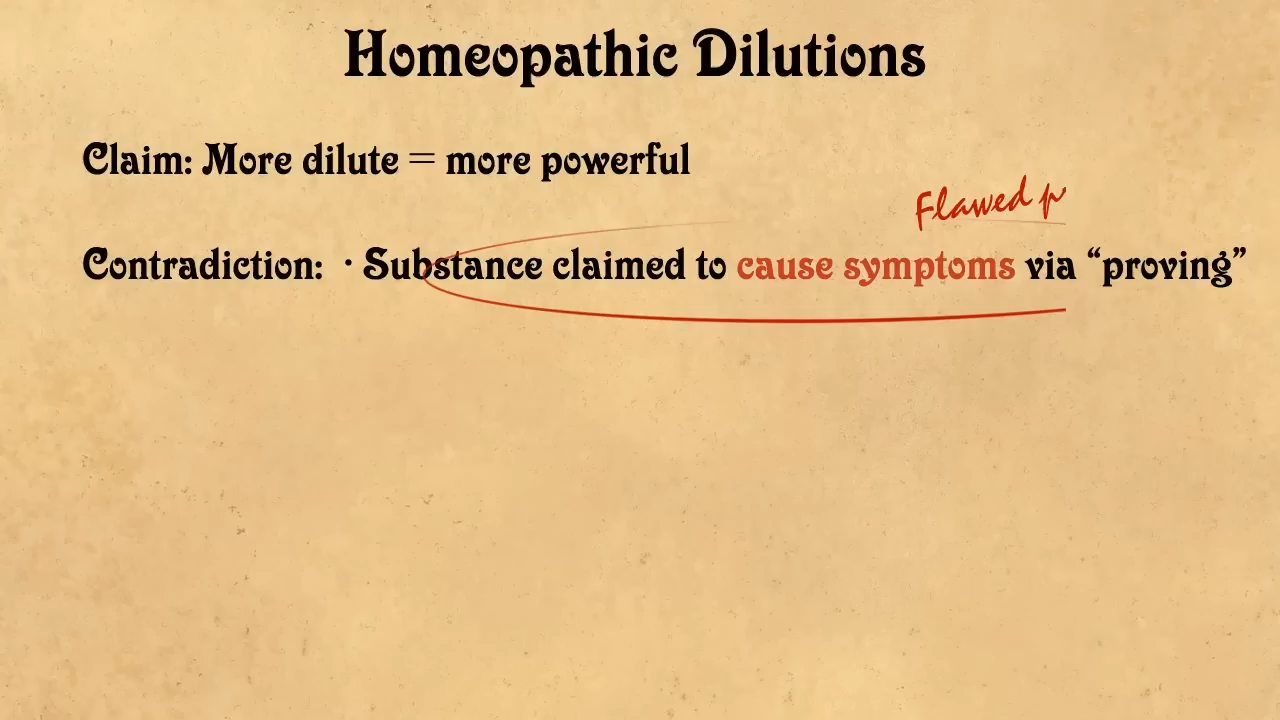 Homeopathic Dilutions
Claim: More dilute = more powerful
Flawed
Contradiction: · Substance claimed to cause symptoms via “proving”